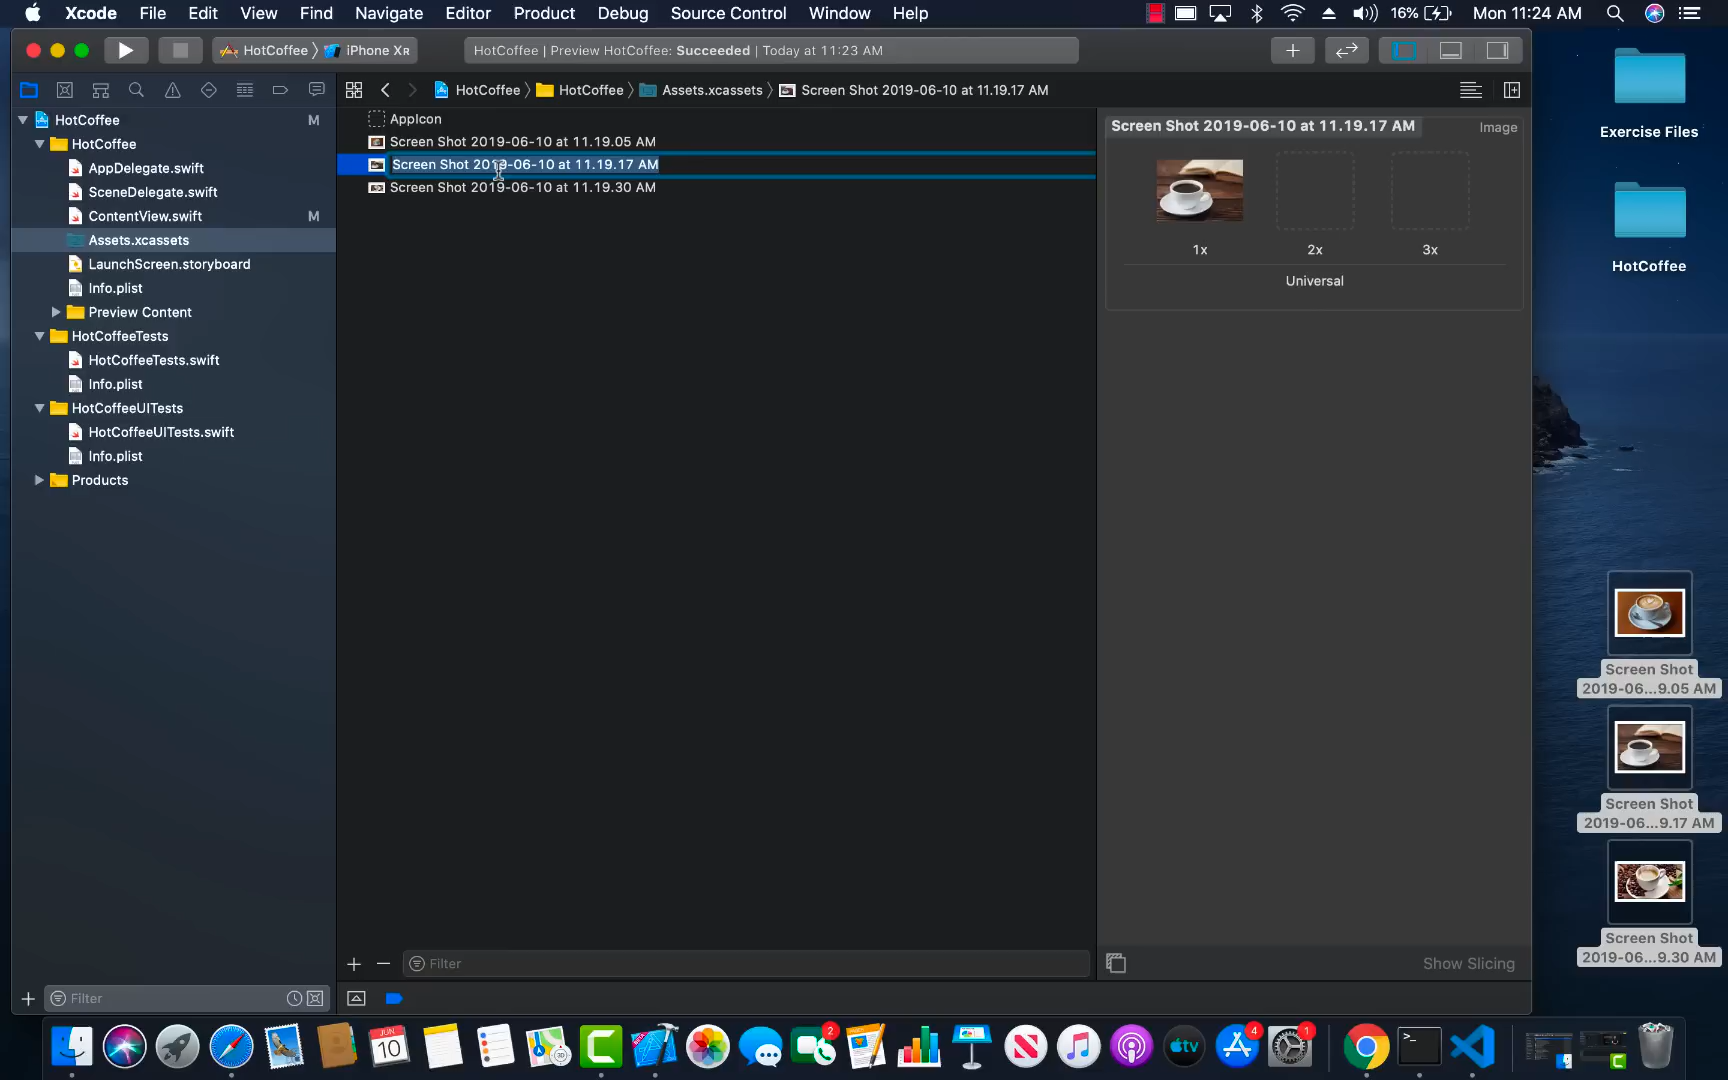 Xcode File Edit View Find Navigate Editor Product Debug Source Control Window Help 16% Mon 11:24 AM
HotCoffee iPhone XR HotCoffee | Preview HotCoffee: Succeeded | Today at 11:23 AM
HotCoffee HotCoffee Assets.xcassets Screen Shot 2019-06-10 at 11.19.17 AM
HotCoffee M
HotCoffee
AppDelegate.swift
SceneDelegate.swift
ContentView.swift M
Assets.xcassets
LaunchScreen.storyboard
Info.plist
Preview Content
HotCoffeeTests
HotCoffeeTests.swift
Info.plist
HotCoffeeUITests
HotCoffeeUITests.swift
Info.plist
Products
Filter
AppIcon
Screen Shot 2019-06-10 at 11.19.05 AM
Screen Shot 2019-06-10 at 11.19.17 AM
Screen Shot 2019-06-10 at 11.19.30 AM
Filter
Screen Shot 2019-06-10 at 11.19.17 AM Image
1x 2x 3x
Universal
Show Slicing
Exercise Files
HotCoffee
Screen Shot
2019-06...9.05 AM
Screen Shot
2019-06...9.17 AM
Screen Shot
2019-06...9.30 AM
JUN
10
3D
2
tv
4
1